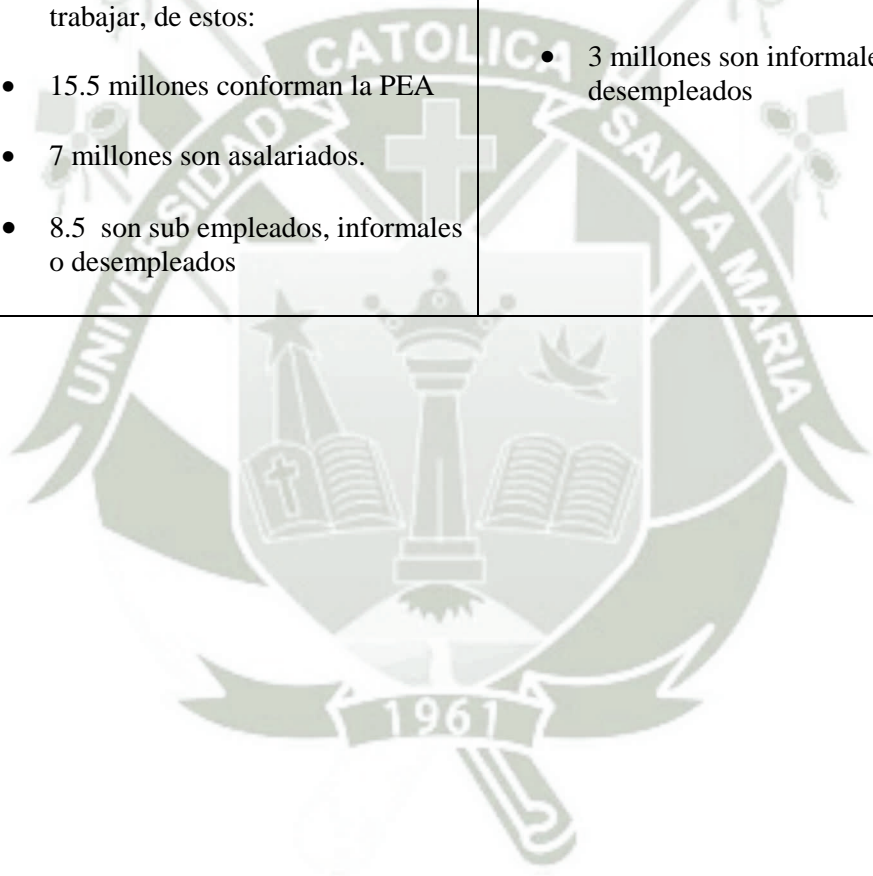 trabajar, de estos:
• 15.5 millones conforman la PEA
• 7 millones son asalariados.
• 8.5 son sub empleados, informales
o desempleados
• 3 millones son informale
desempleados
UNIVERSIDAD CATOLICA SANTA MARIA
1961